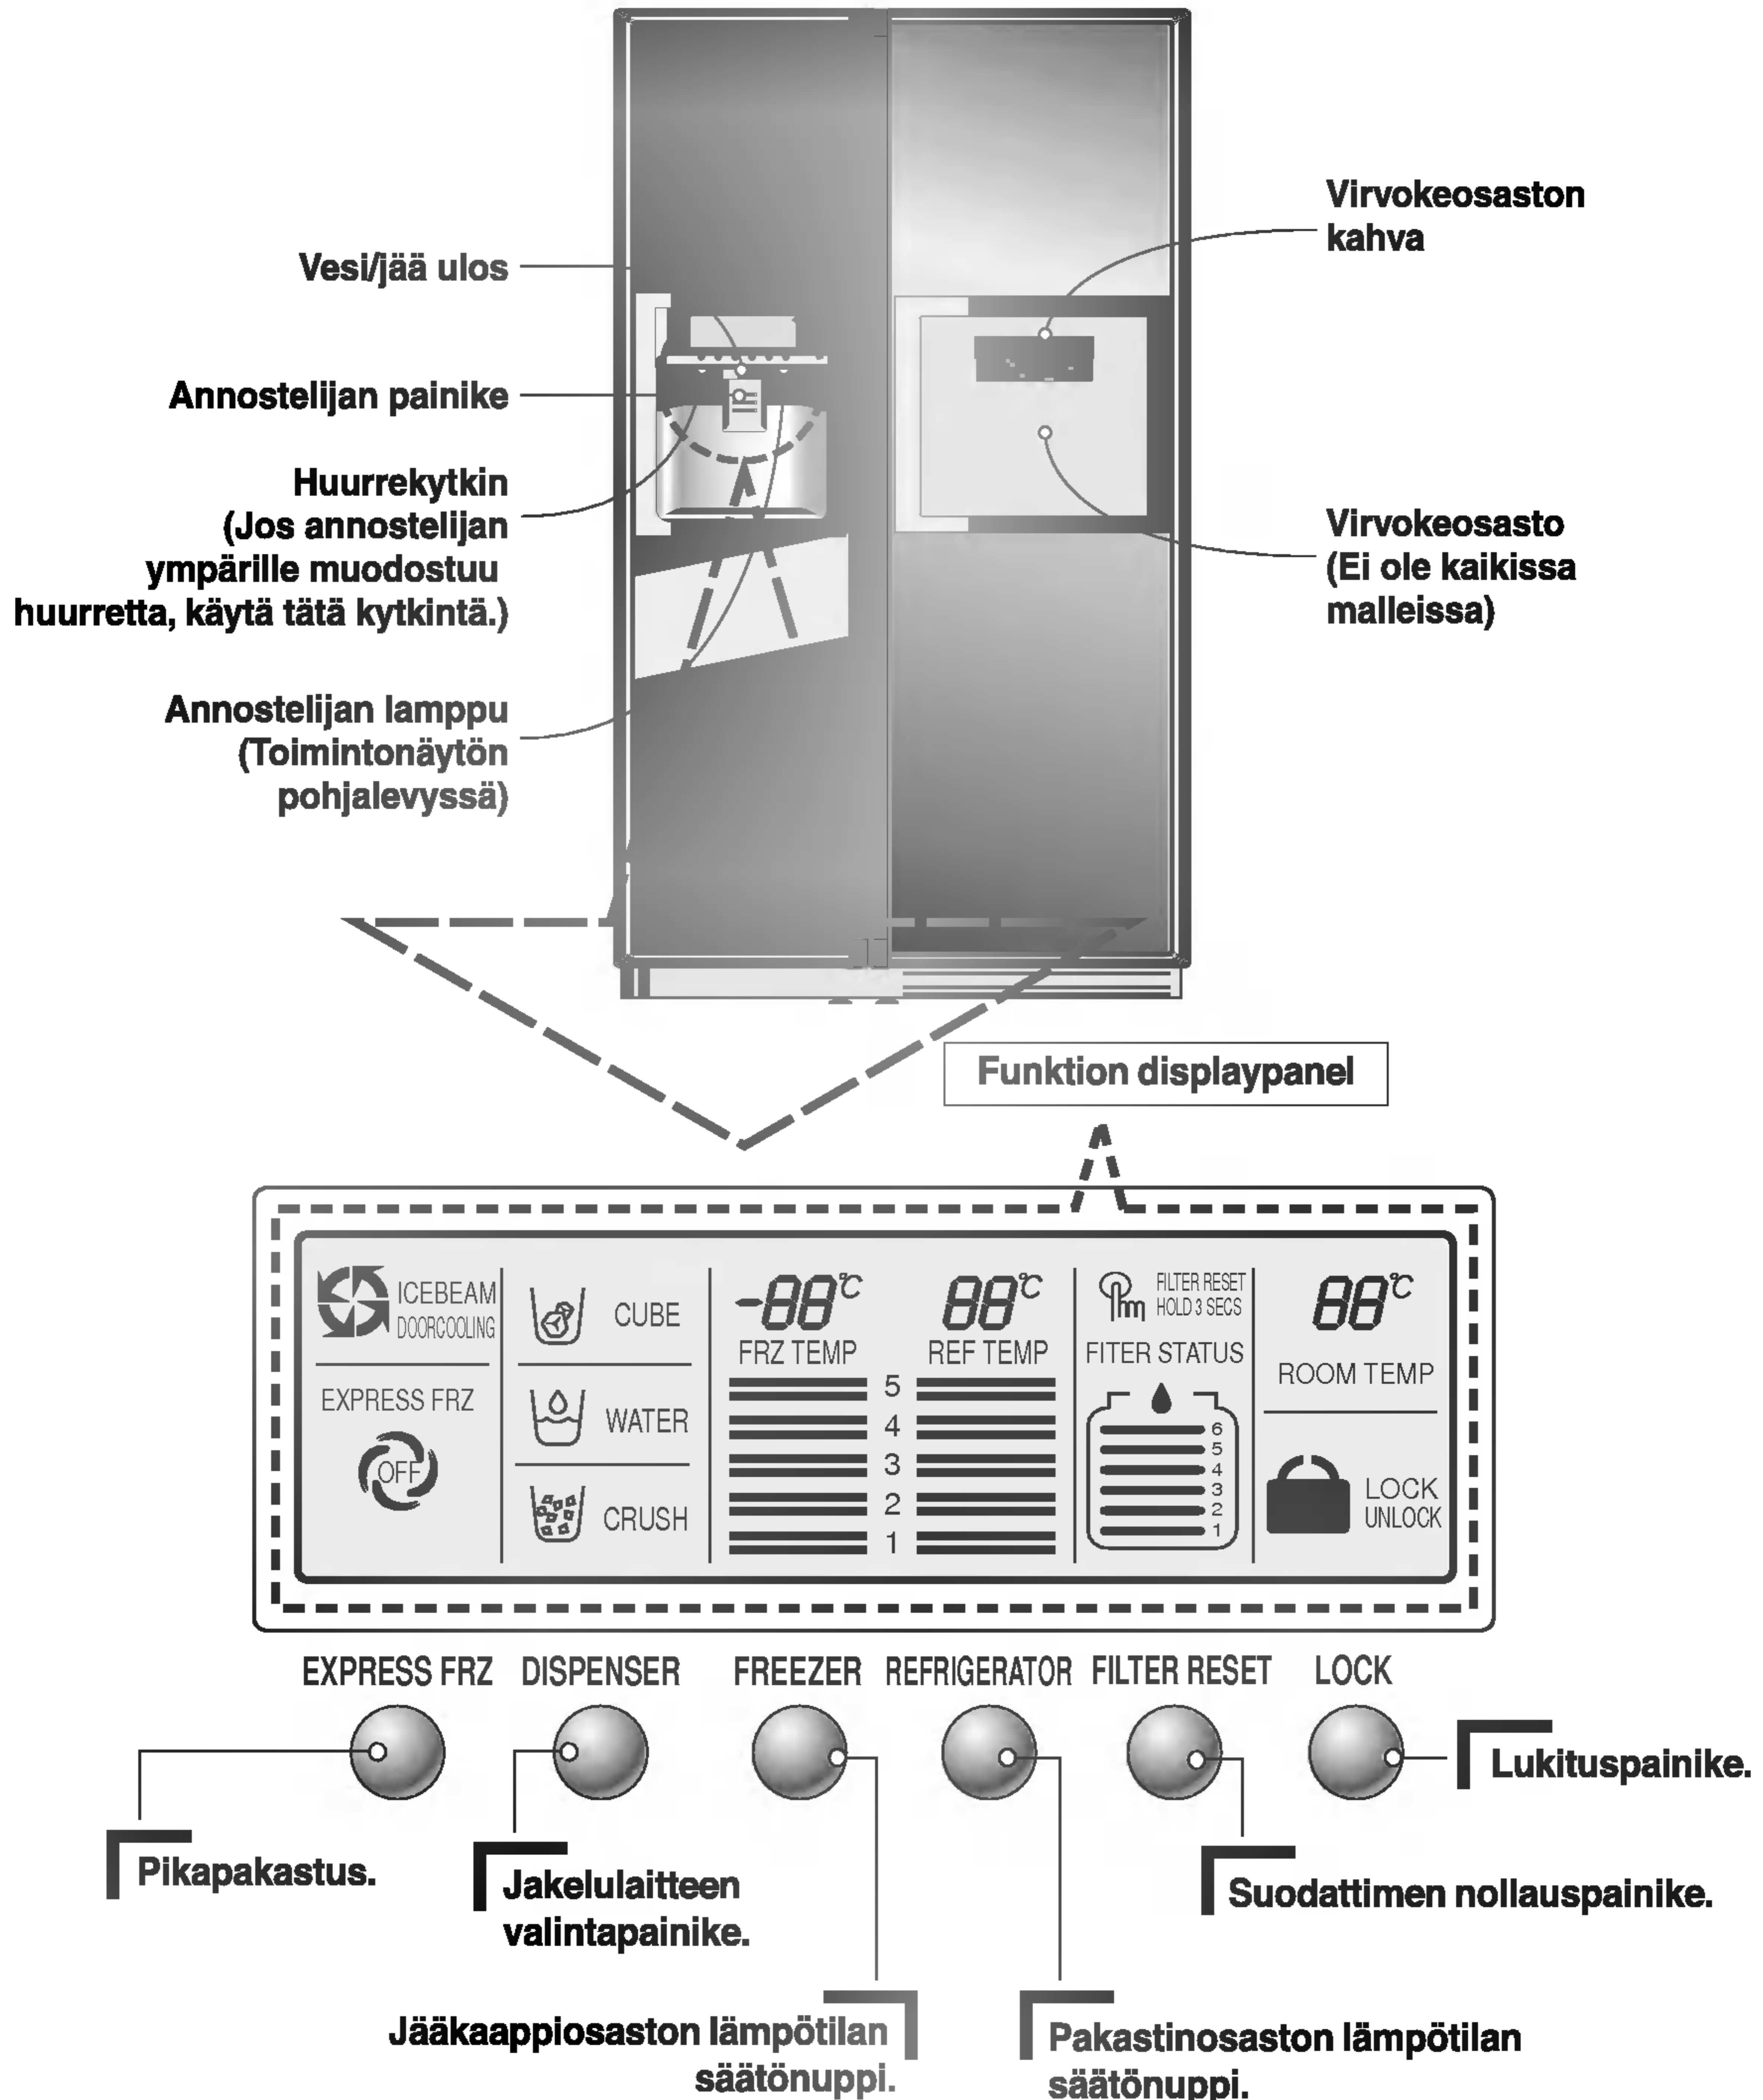 Virvokeosaston
kahva
Vesi/jää ulos
Annostelijan painike
Huurrekytkin
(Jos annostelijan
ympärille muodostuu
huurretta, käytä tätä kytkintä.)
Virvokeosasto
(Ei ole kaikissa
malleissa)
Annostelijan lamppu
(Toimintonäytön
pohjalevyssä)
Funktion displaypanel
ICEBEAM
DOORCOOLING
EXPRESS FRZ
OFF
CUBE
WATER
CRUSH
-88°C
FRZ TEMP
88°C
REF TEMP
5
4
3
2
1
FILTER RESET
HOLD 3 SECS
FITER STATUS
6
5
4
3
2
1
88°C
ROOM TEMP
LOCK
UNLOCK
EXPRESS FRZ DISPENSER FREEZER REFRIGERATOR FILTER RESET LOCK
Lukituspainike.
Pikapakastus.
Jakelulaitteen
valintapainike.
Suodattimen nollauspainike.
Jääkaappiosaston lämpötilan
säätönuppi.
Pakastinosaston lämpötilan
säätönuppi.